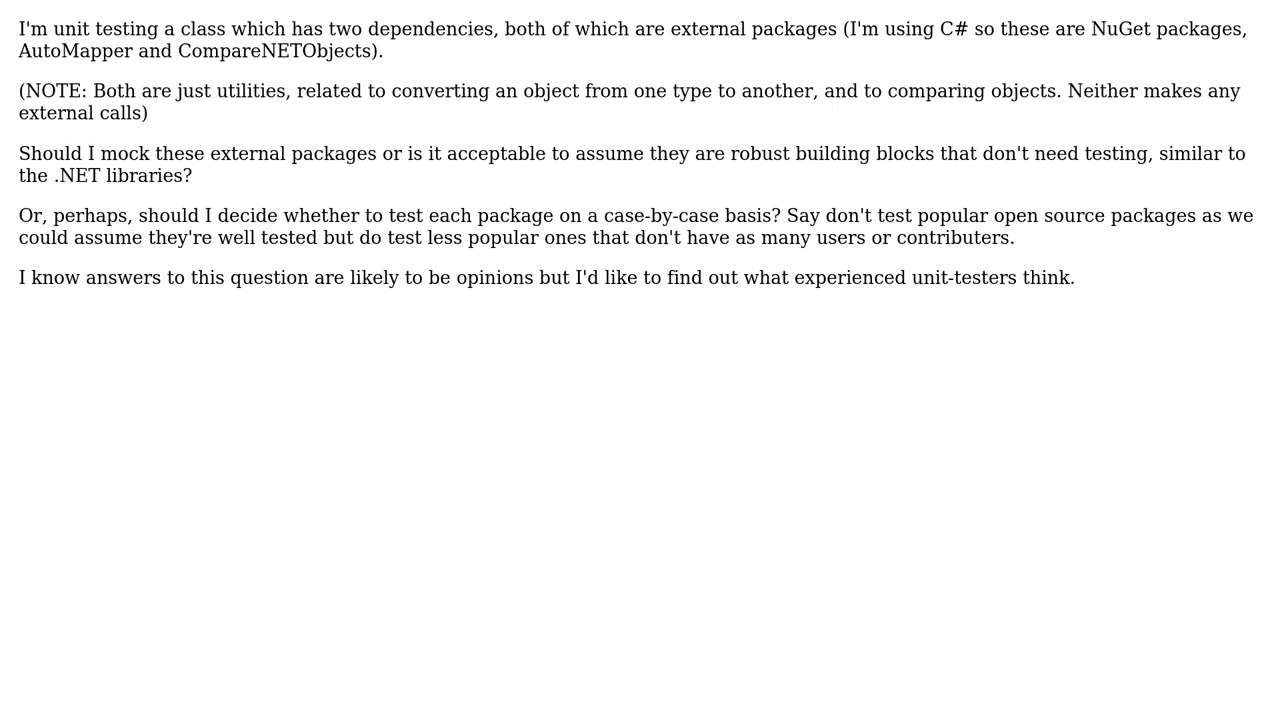 I'm unit testing a class which has two dependencies, both of which are external packages (I'm using C# so these are NuGet packages,
AutoMapper and CompareNETObjects).
(NOTE: Both are just utilities, related to converting an object from one type to another, and to comparing objects. Neither makes any
external calls)
Should I mock these external packages or is it acceptable to assume they are robust building blocks that don't need testing, similar to
the .NET libraries?
Or, perhaps, should I decide whether to test each package on a case-by-case basis? Say don't test popular open source packages as we
could assume they're well tested but do test less popular ones that don't have as many users or contributers.
I know answers to this question are likely to be opinions but I'd like to find out what experienced unit-testers think.